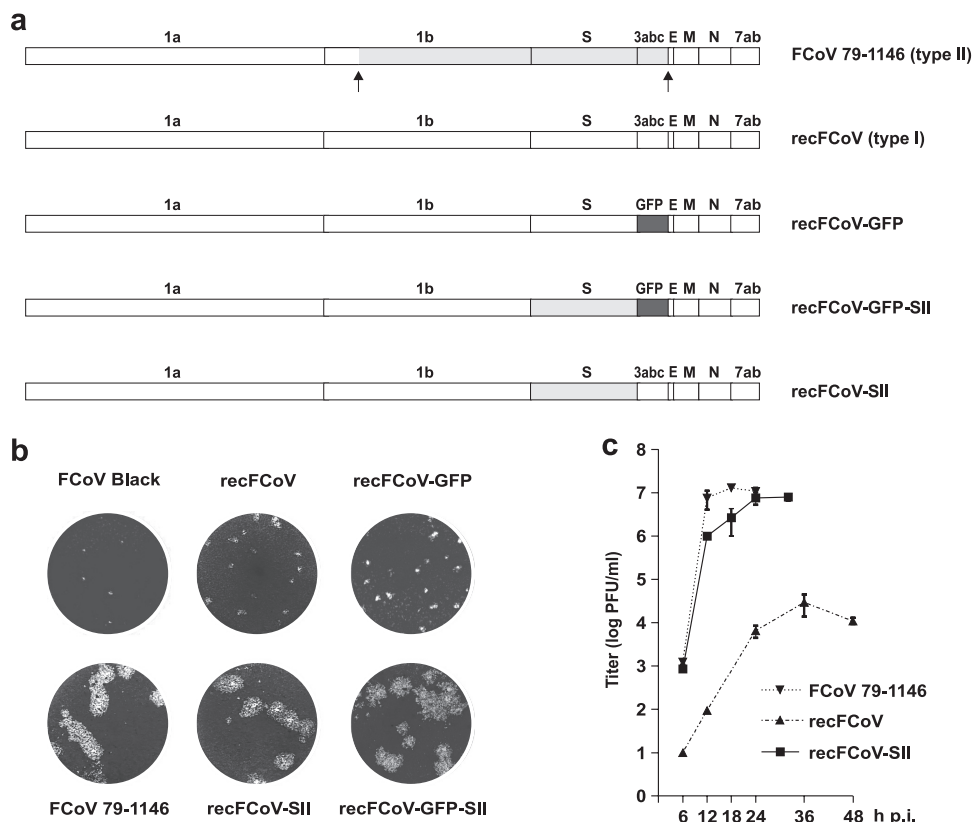 a
1a 1b S 3abc E M N 7ab
FCoV 79-1146 (type II)
1a 1b S 3abc E M N 7ab
recFCoV (type I)
1a 1b S GFP E M N 7ab
recFCoV-GFP
1a 1b S GFP E M N 7ab
recFCoV-GFP-SII
1a 1b S 3abc E M N 7ab
recFCoV-SII
b
FCoV Black recFCoV recFCoV-GFP
FCoV 79-1146 recFCoV-SII recFCoV-GFP-SII
c
Titer (log PFU/ml)
8
7
6
5
4
3
2
1
0
FCoV 79-1146
recFCoV
recFCoV-SII
6 12 18 24 36 48 h p.i.